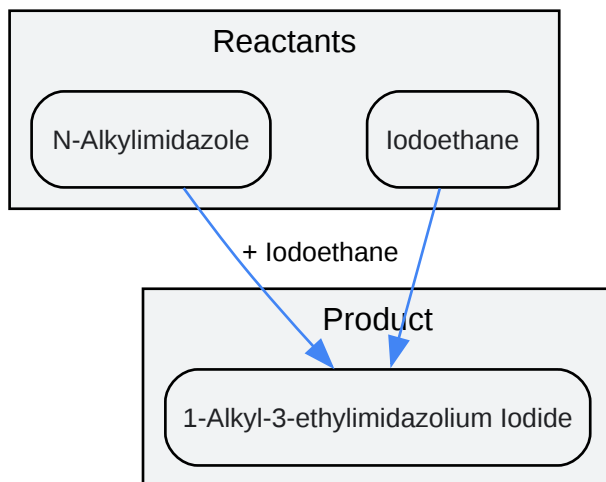 Reactants
N-Alkylimidazole
Iodoethane
+ Iodoethane
Product
1-Alkyl-3-ethylimidazolium Iodide